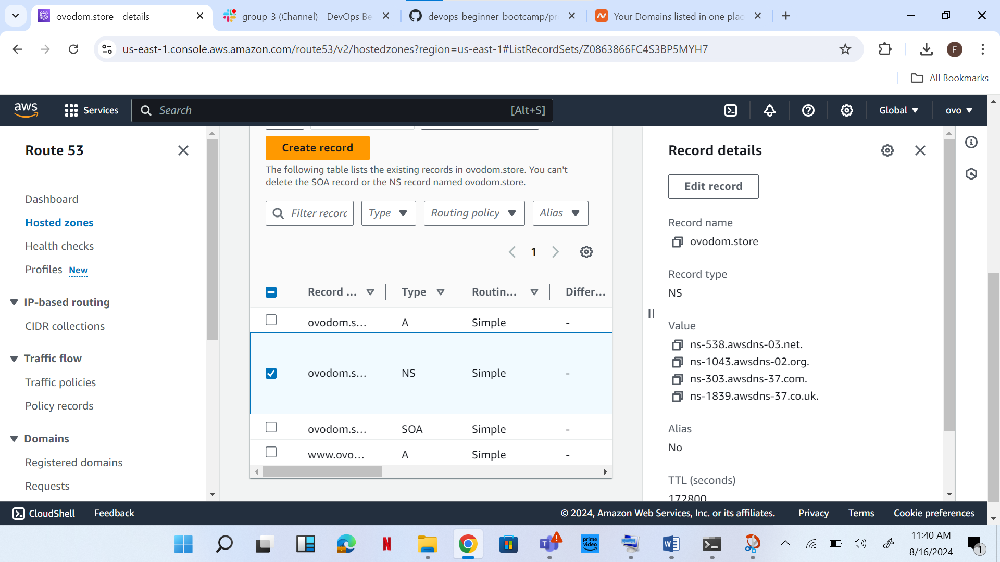 ovodom.store - details
group-3 (Channel) - DevOps Be
devops-beginner-bootcamp/pr
Your Domains listed in one plac
us-east-1.console.aws.amazon.com/route53/v2/hostedzones?region=us-east-1#ListRecordSets/Z0863866FC4S3BP5MYH7
F
All Bookmarks
aws
Services
Search
[Alt+S]
Global
ovo
Route 53
Dashboard
Hosted zones
Health checks
Profiles New
IP-based routing
CIDR collections
Traffic flow
Traffic policies
Policy records
Domains
Registered domains
Requests
Create record
The following table lists the existing records in ovodom.store. You can't
delete the SOA record or the NS record named ovodom.store.
Filter record
Type
Routing policy
Alias
1
Record ... Type Routin... Differ...
ovodom.s... A Simple -
ovodom.s... NS Simple -
ovodom.s... SOA Simple -
www.ovo... A Simple -
Record details
Edit record
Record name
ovodom.store
Record type
NS
Value
ns-538.awsdns-03.net.
ns-1043.awsdns-02.org.
ns-303.awsdns-37.com.
ns-1839.awsdns-37.co.uk.
Alias
No
TTL (seconds)
172800
CloudShell
Feedback
© 2024, Amazon Web Services, Inc. or its affiliates.
Privacy
Terms
Cookie preferences
N
prime
video
11:40 AM
8/16/2024
1